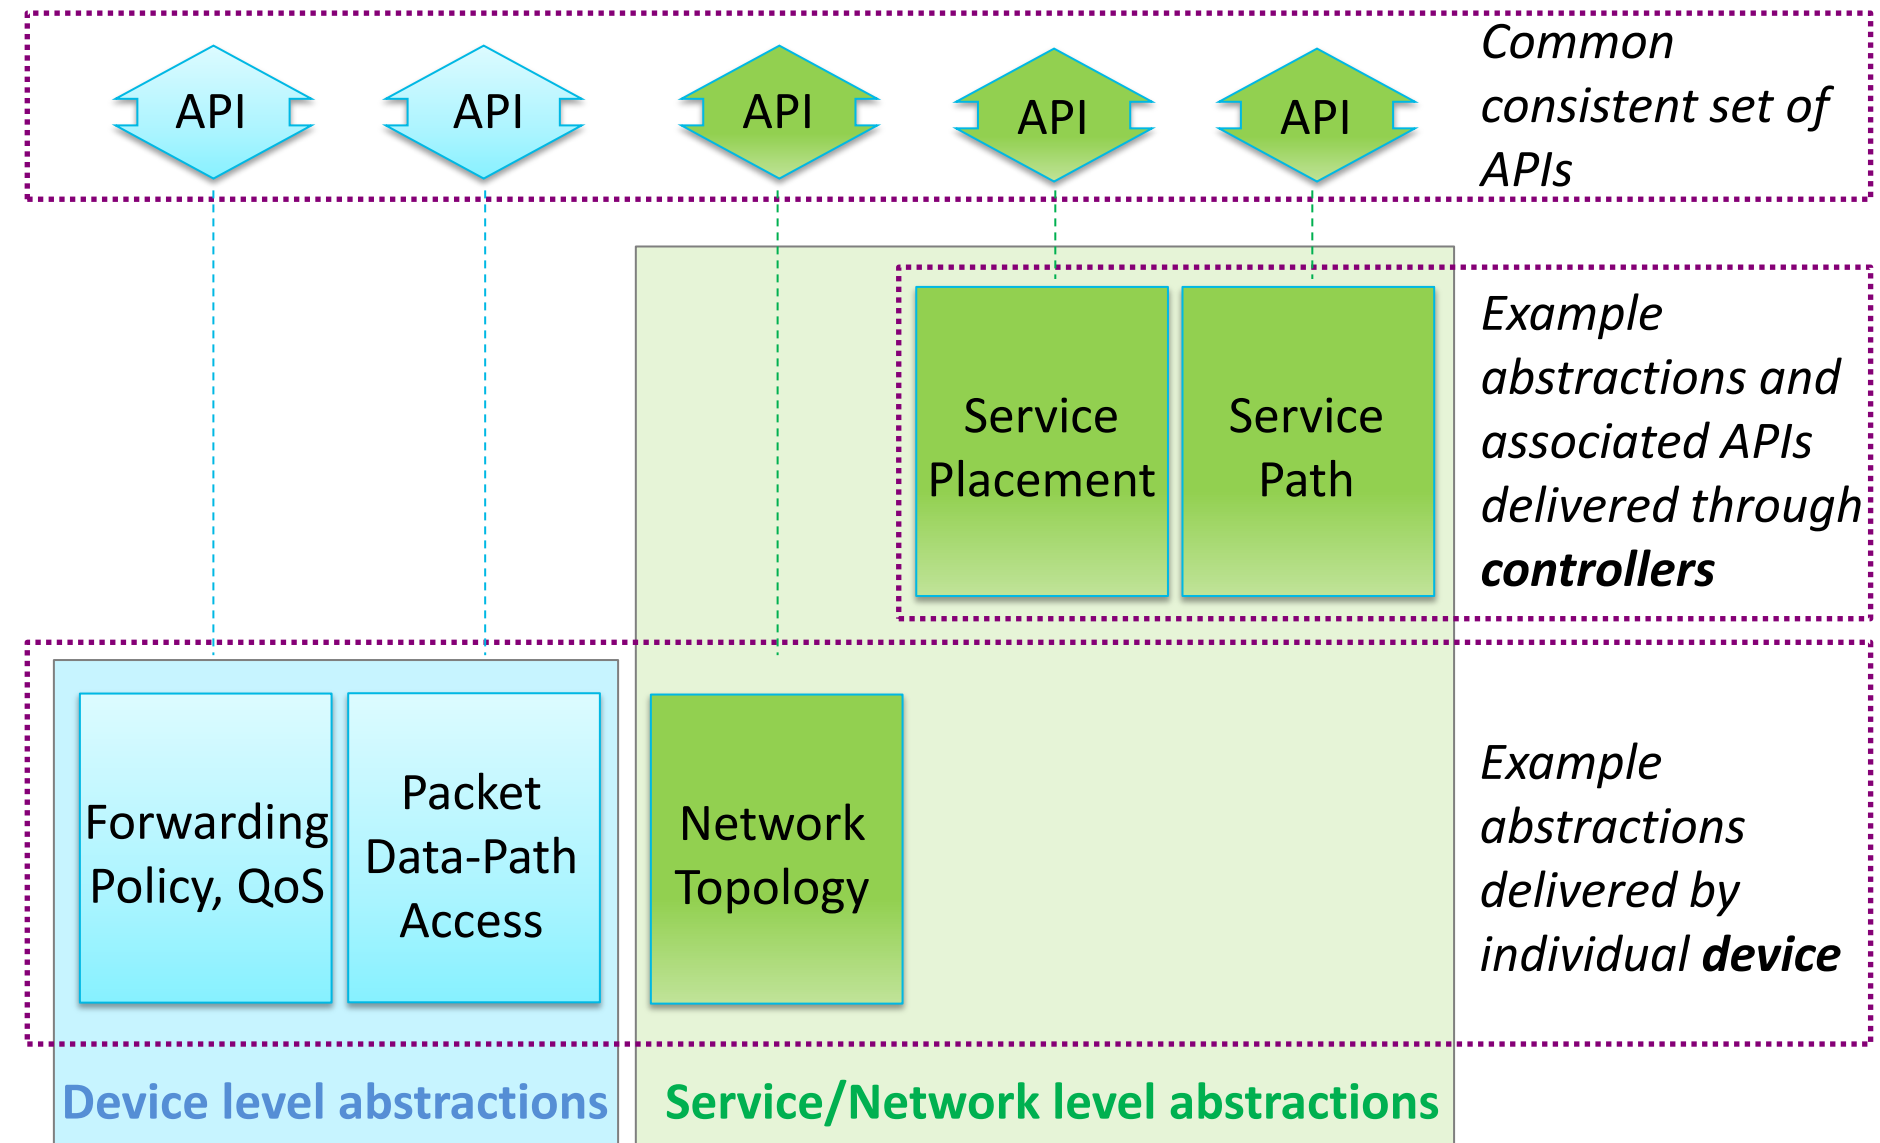 API
API
API
API
API
Common
consistent set of
APIs
Service
Placement
Service
Path
Example
abstractions and
associated APIs
delivered through
controllers
Forwarding
Policy, QoS
Packet
Data-Path
Access
Network
Topology
Example
abstractions
delivered by
individual device
Device level abstractions
Service/Network level abstractions